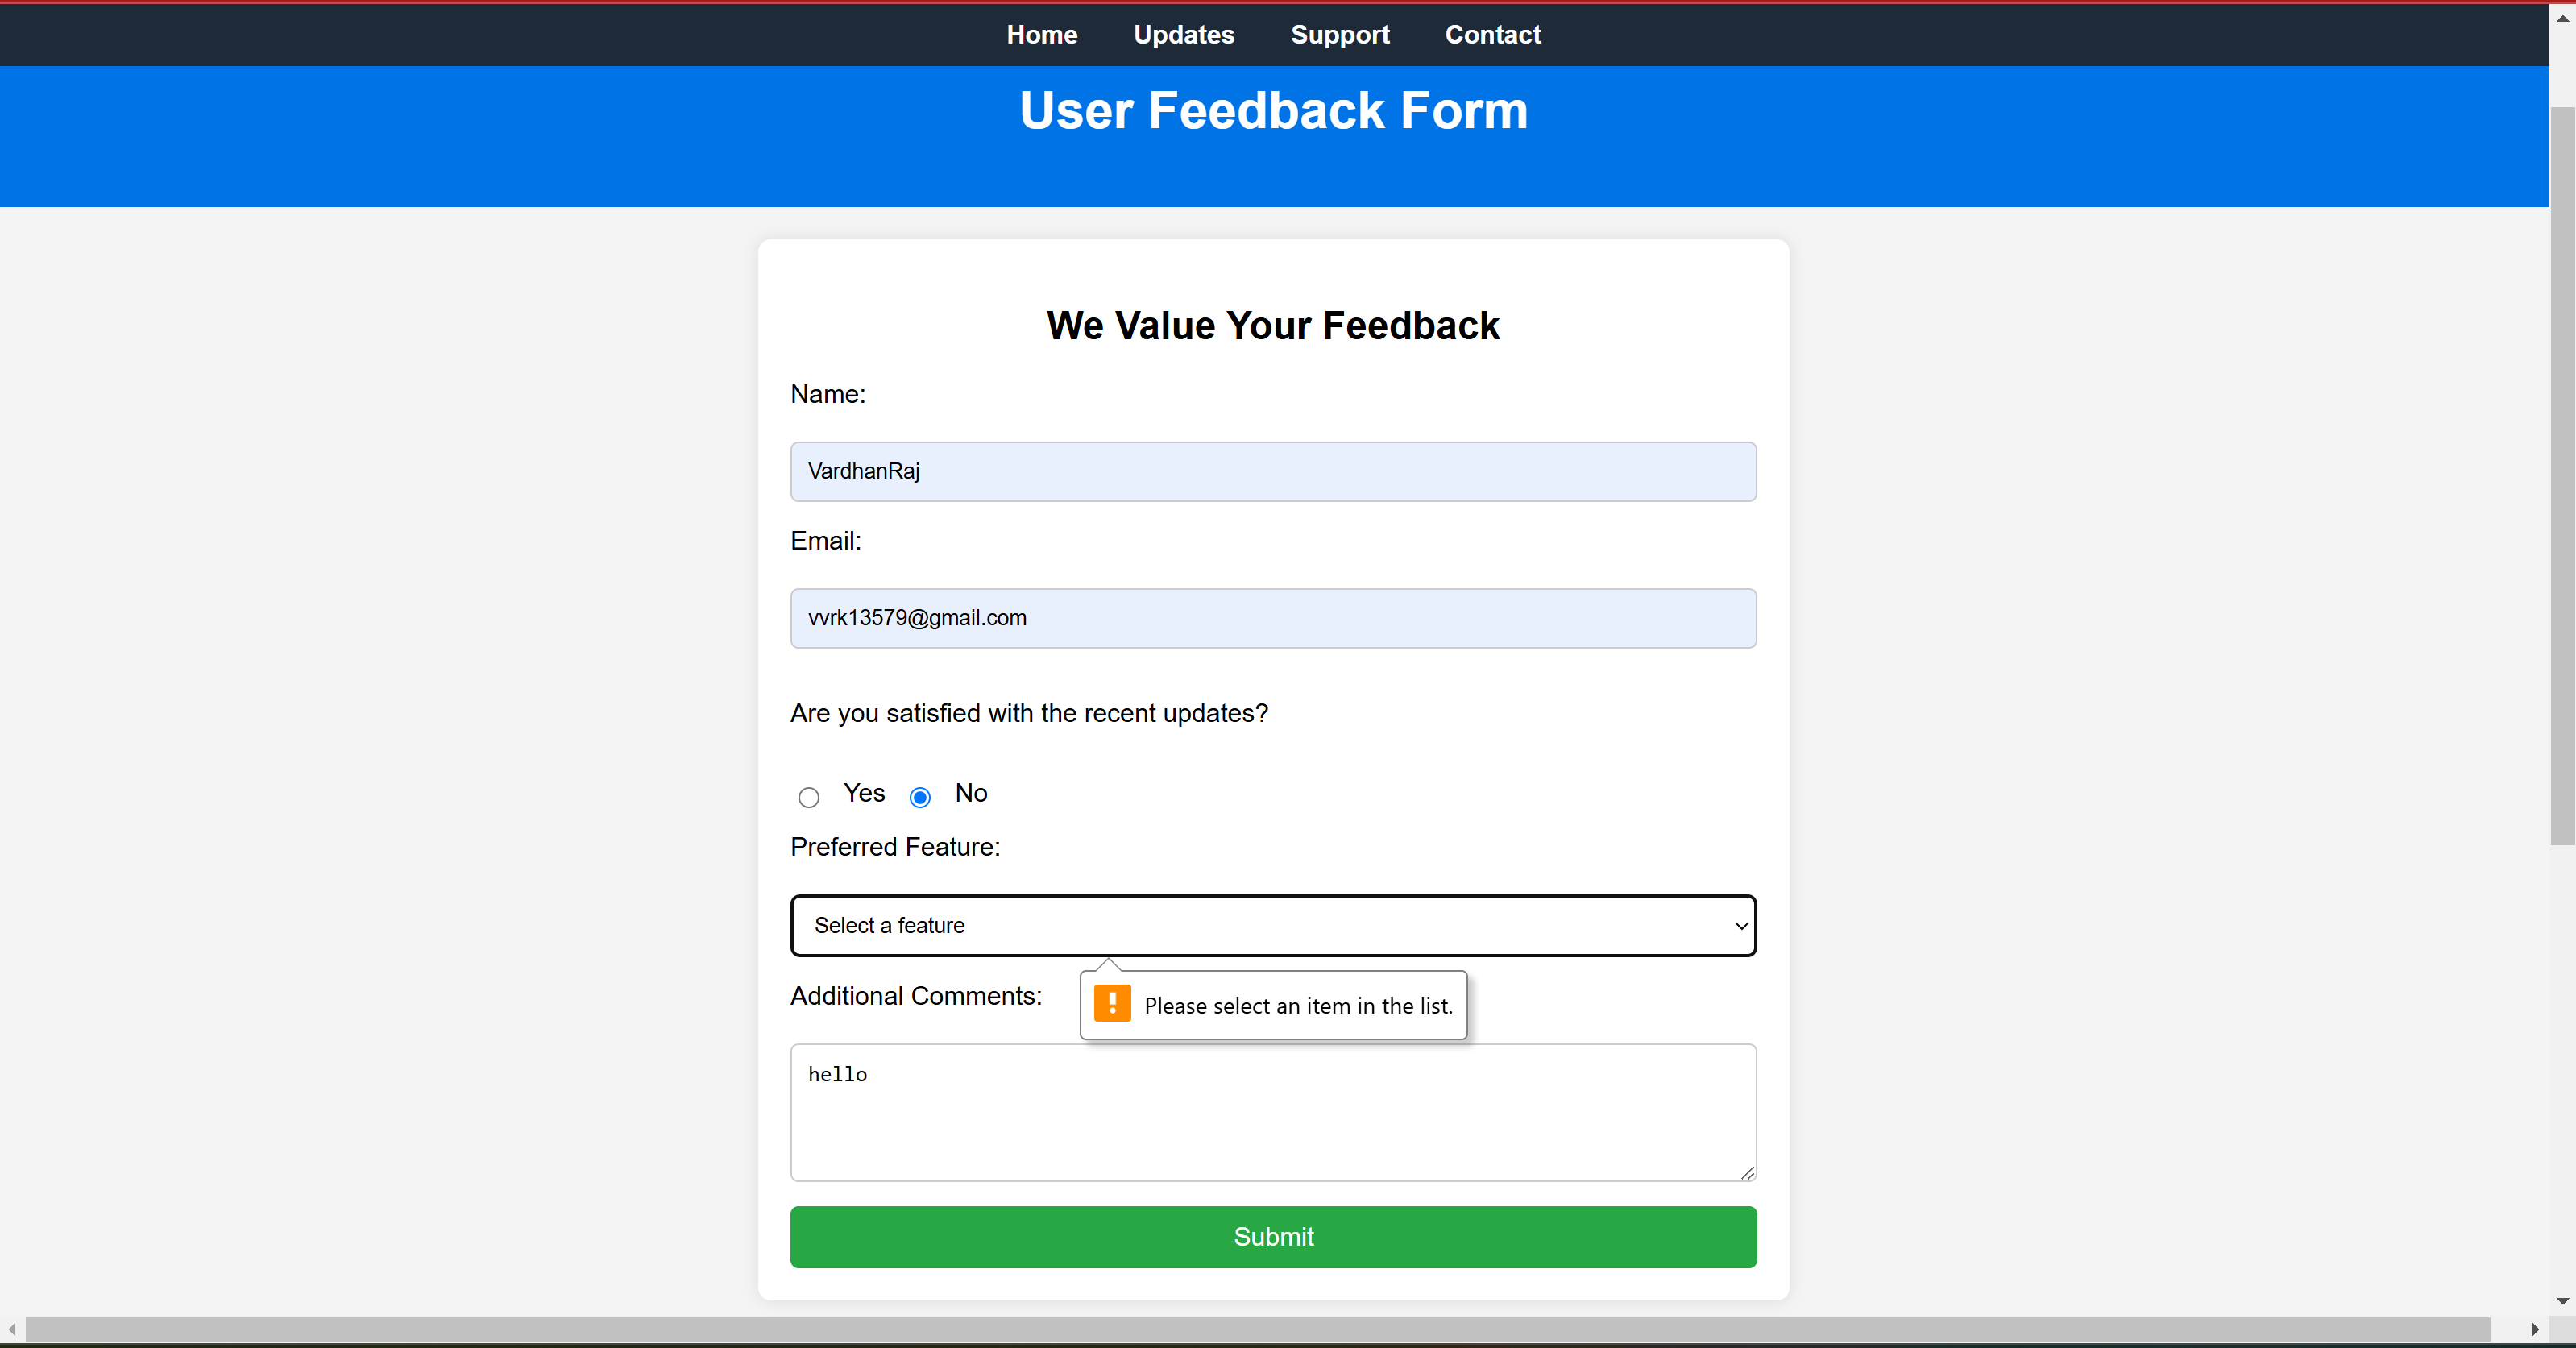 Home Updates Support Contact
User Feedback Form
We Value Your Feedback
Name:
VardhanRaj
Email:
vvrk13579@gmail.com
Are you satisfied with the recent updates?
Yes No
Preferred Feature:
Select a feature
Additional Comments:
Please select an item in the list.
hello
Submit